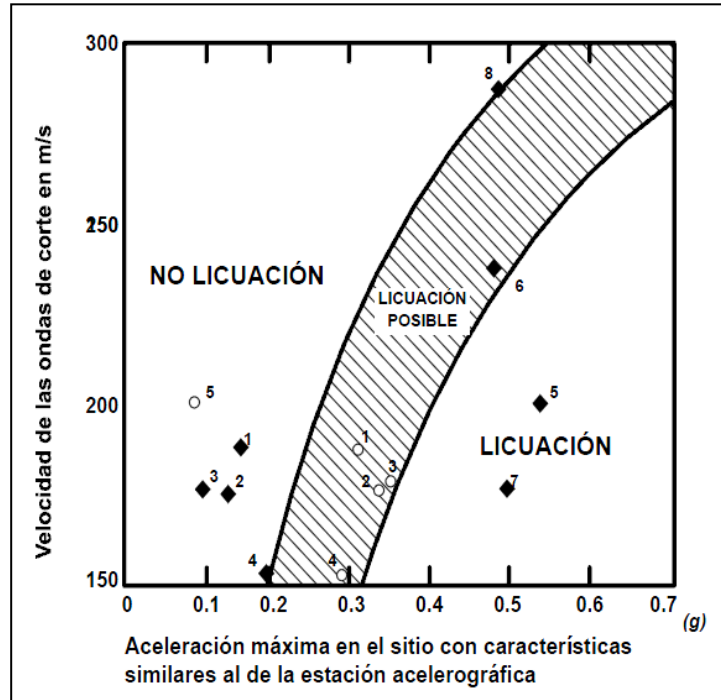 300
8
250
NO LICUACIÓN
LICUACIÓN
POSIBLE
6
5
200
5
1
1
LICUACIÓN
3
2
2
3
7
4
4
150
0 0.1 0.2 0.3 0.4 0.5 0.6 0.7
(g)
Velocidad de las ondas de corte en m/s
Aceleración máxima en el sitio con características
similares al de la estación acelerográfica